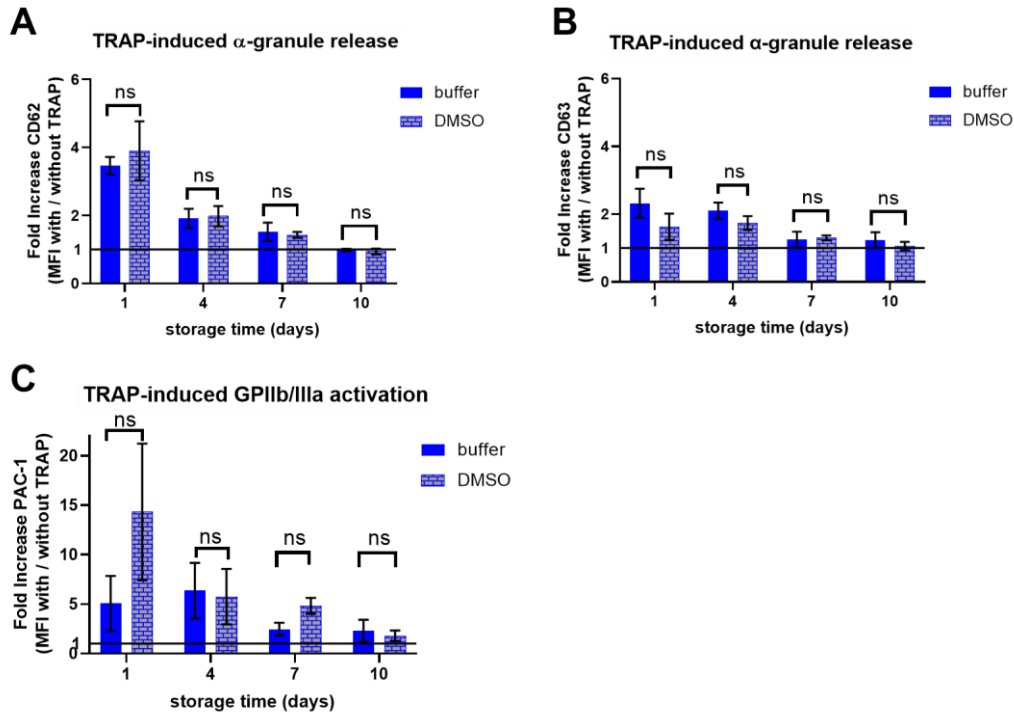 A
TRAP-induced α-granule release
Fold Increase CD62
(MFI with / without TRAP)
6
4
2
1
0
ns
ns
ns
ns
buffer
DMSO
1
4
7
10
storage time (days)
B
TRAP-induced α-granule release
Fold Increase CD63
(MFI with / without TRAP)
6
4
2
1
0
ns
ns
ns
ns
buffer
DMSO
1
4
7
10
storage time (days)
C
TRAP-induced GPIIb/IIIa activation
Fold Increase PAC-1
(MFI with / without TRAP)
20
15
10
5
1
0
ns
ns
ns
ns
buffer
DMSO
1
4
7
10
storage time (days)